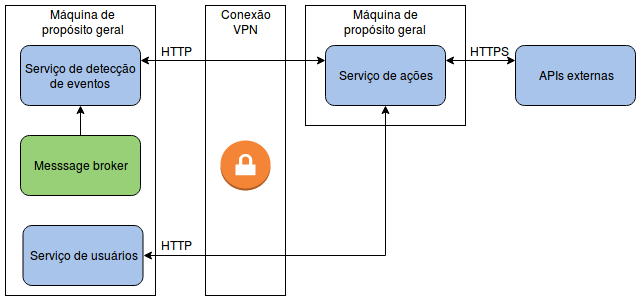 Máquina de
propósito geral
Conexão
VPN
Máquina de
propósito geral
Serviço de detecção
de eventos
HTTP
Serviço de ações
HTTPS
APIs externas
Messsage broker
Serviço de usuários
HTTP